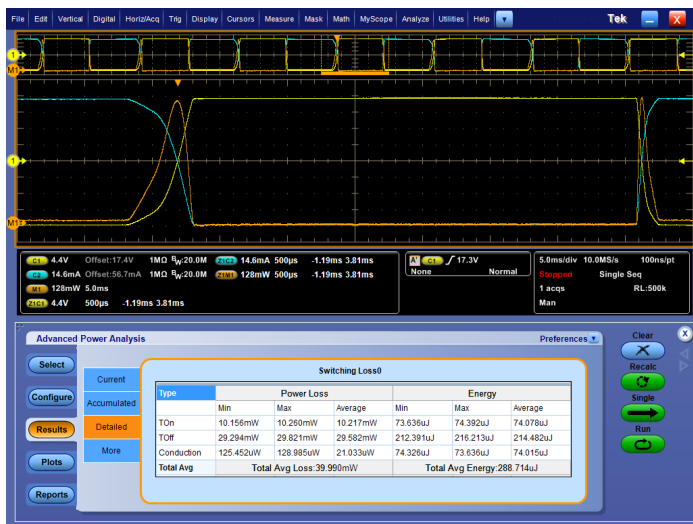 File Edit Vertical Digital Horiz/Acq Trig Display Cursors Measure Mask Math MyScope Analyze Utilities Help Tek X
1
M1
1
M1
C1 4.4V Offset:17.4V 1MΩ BW:20.0M Z1C2 14.6mA 500µs -1.19ms 3.81ms
C2 14.6mA Offset:56.7mA 1MΩ BW:20.0M Z1M1 128mW 500µs -1.19ms 3.81ms
M1 128mW 5.0ms
Z1C1 4.4V 500µs -1.19ms 3.81ms
A' C1 17.3V
None Normal
5.0ms/div 10.0MS/s 100ns/pt
Stopped Single Seq
1 acqs RL:500k
Man
Advanced Power Analysis Preferences
Clear
X
Recalc
Single
Run
Select
Configure
Results
Plots
Reports
Current
Accumulated
Detailed
More
Switching Loss0
Type Power Loss Energy
Min Max Average Min Max Average
TOn 10.156mW 10.260mW 10.217mW 73.636uJ 74.392uJ 74.078uJ
TOff 29.294mW 29.821mW 29.582mW 212.391uJ 216.213uJ 214.482uJ
Conduction 125.452uW 128.985uW 21.033uW 74.326uJ 73.636uJ 74.015uJ
Total Avg Total Avg Loss:39.990mW Total Avg Energy:288.714uJ